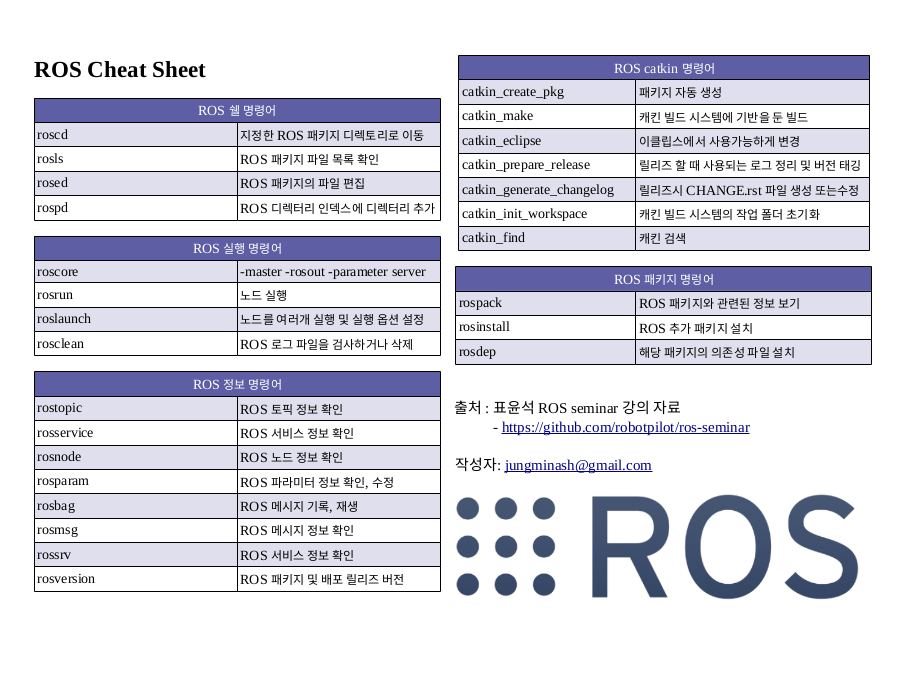 ROS Cheat Sheet
ROS 쉘 명령어
roscd 지정한 ROS 패키지 디렉토리로 이동
rosls ROS 패키지 파일 목록 확인
rosed ROS 패키지의 파일 편집
rospd ROS 디렉터리 인덱스에 디렉터리 추가
ROS 실행 명령어
roscore -master -rosout -parameter server
rosrun 노드 실행
roslaunch 노드를 여러개 실행 및 실행 옵션 설정
rosclean ROS 로그 파일을 검사하거나 삭제
ROS 정보 명령어
rostopic ROS 토픽 정보 확인
rosservice ROS 서비스 정보 확인
rosnode ROS 노드 정보 확인
rosparam ROS 파라미터 정보 확인, 수정
rosbag ROS 메시지 기록, 재생
rosmsg ROS 메시지 정보 확인
rossrv ROS 서비스 정보 확인
rosversion ROS 패키지 및 배포 릴리즈 버전
ROS catkin 명령어
catkin_create_pkg 패키지 자동 생성
catkin_make 캐킨 빌드 시스템에 기반을 둔 빌드
catkin_eclipse 이클립스에서 사용가능하게 변경
catkin_prepare_release 릴리즈 할 때 사용되는 로그 정리 및 버전 태깅
catkin_generate_changelog 릴리즈시 CHANGE.rst 파일 생성 또는수정
catkin_init_workspace 캐킨 빌드 시스템의 작업 폴더 초기화
catkin_find 캐킨 검색
ROS 패키지 명령어
rospack ROS 패키지와 관련된 정보 보기
rosinstall ROS 추가 패키지 설치
rosdep 해당 패키지의 의존성 파일 설치
출처 : 표윤석 ROS seminar 강의 자료
- https://github.com/robotpilot/ros-seminar
작성자: jungminash@gmail.com
ROS